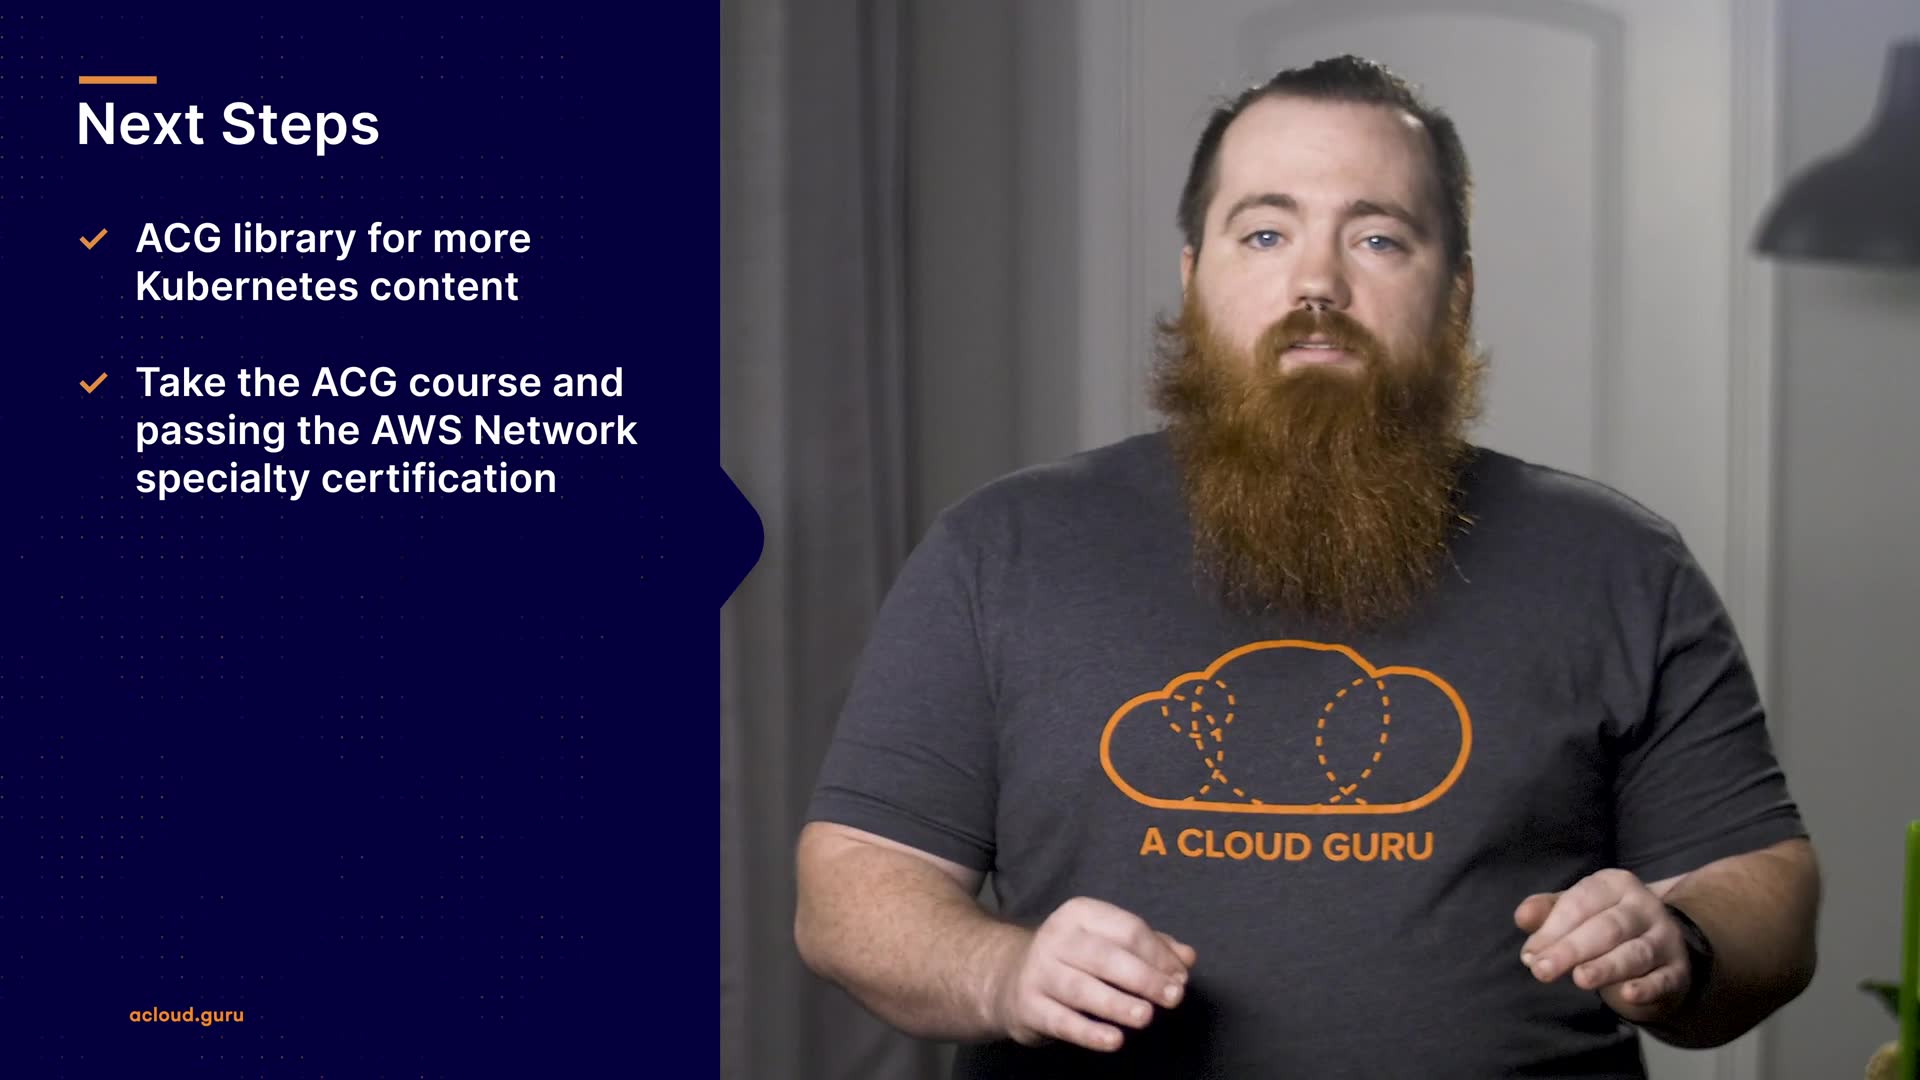 Next Steps
ACG library for more
Kubernetes content
Take the ACG course and
passing the AWS Network
specialty certification
acloud.guru
A CLOUD GURU